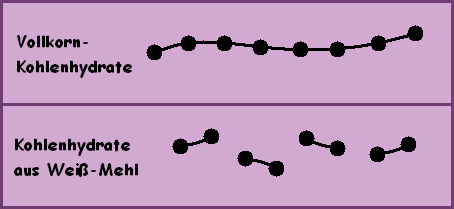 Vollkorn-
Kohlenhydrate
Kohlenhydrate
aus Weiß-Mehl